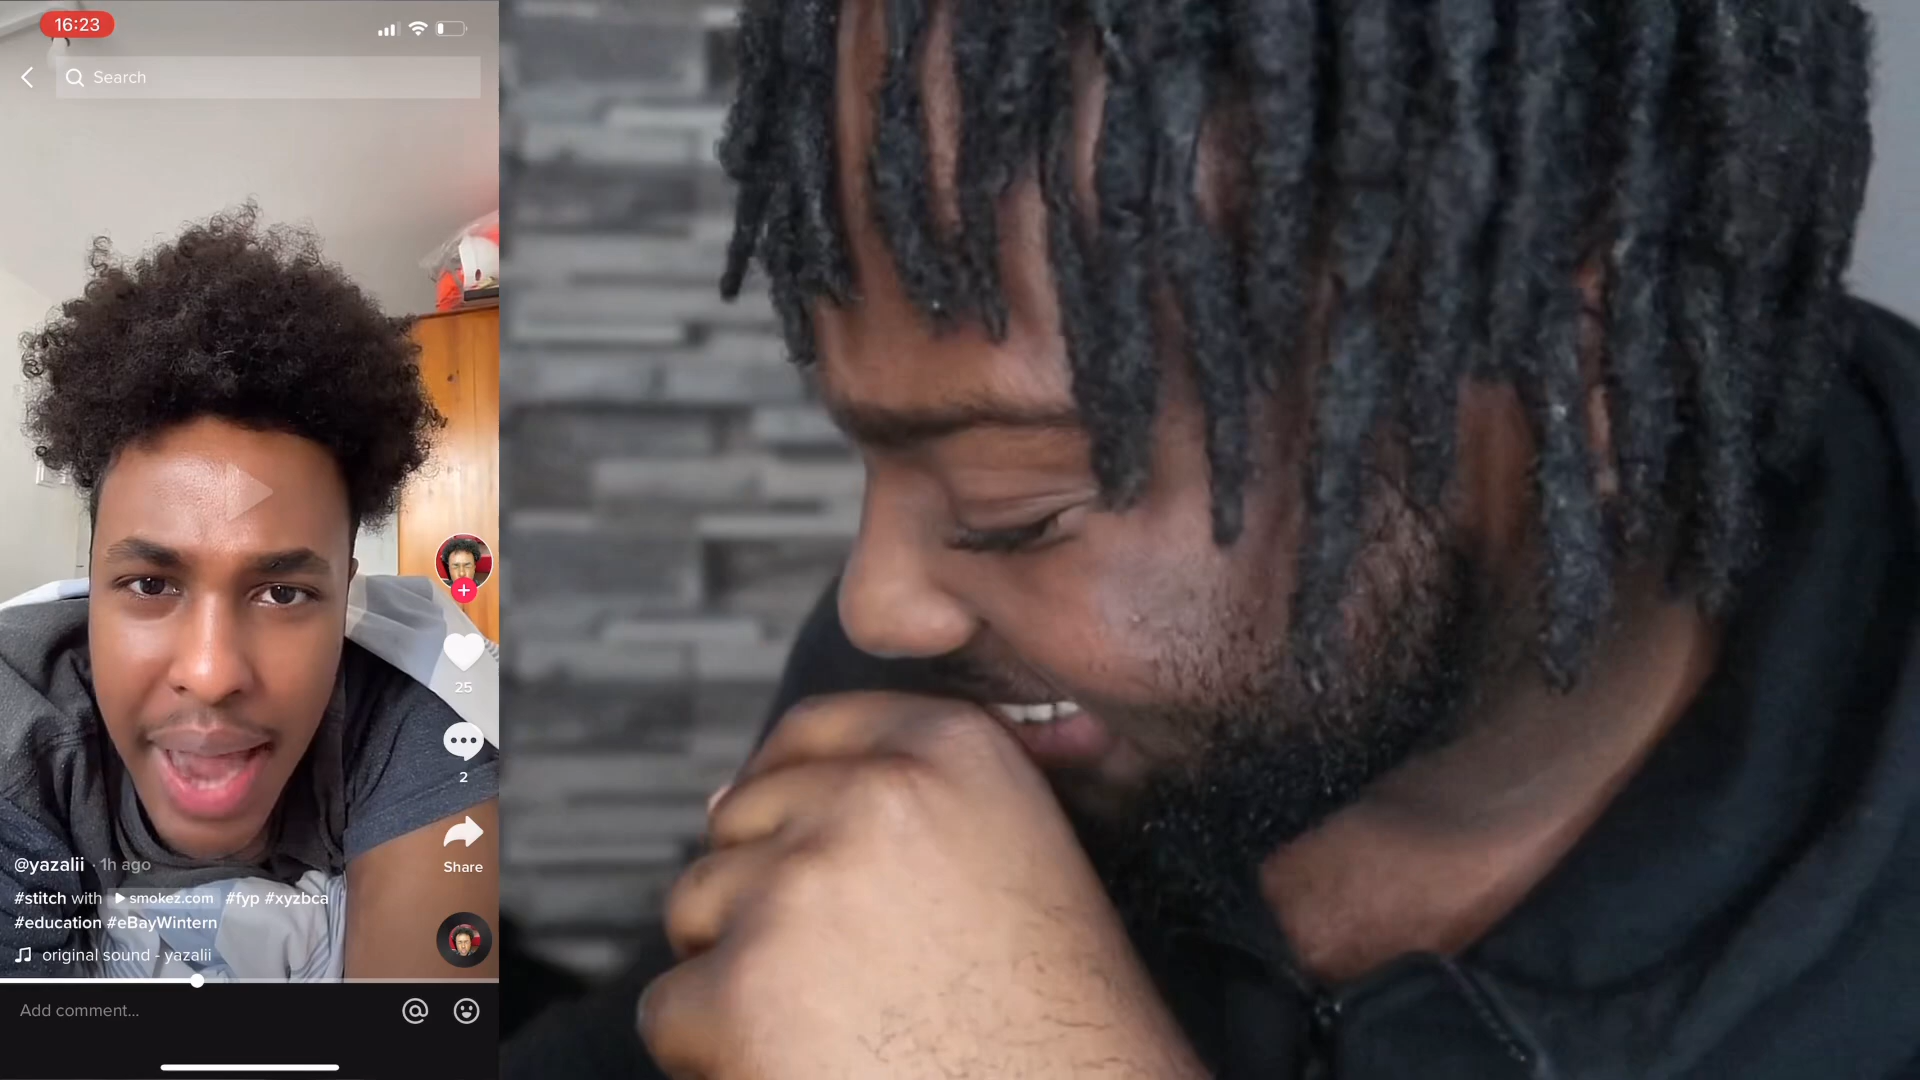 16:23
Search
25
2
Share
@yazalii · 1h ago
#stitch with smokez.com #fyp #xyzbca
#education #eBayWintern
original sound - yazalii
Add comment...